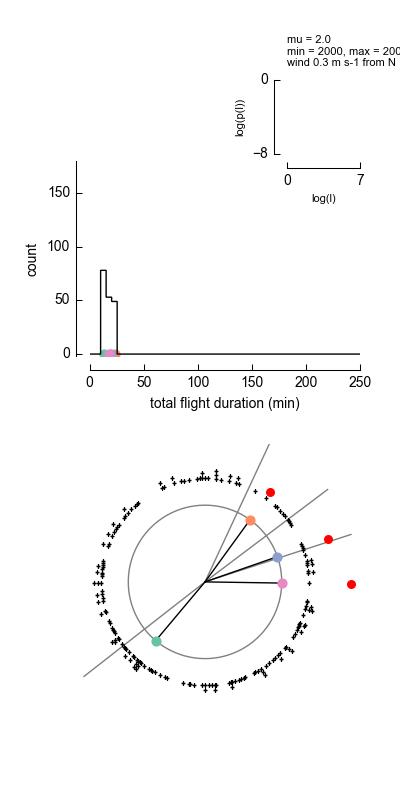 mu = 2.0
min = 2000, max = 200
wind 0.3 m s-1 from N
0
log(p(l))
−8
0 7
log(l)
150
100
50
0
count
0 50 100 150 200 250
total flight duration (min)